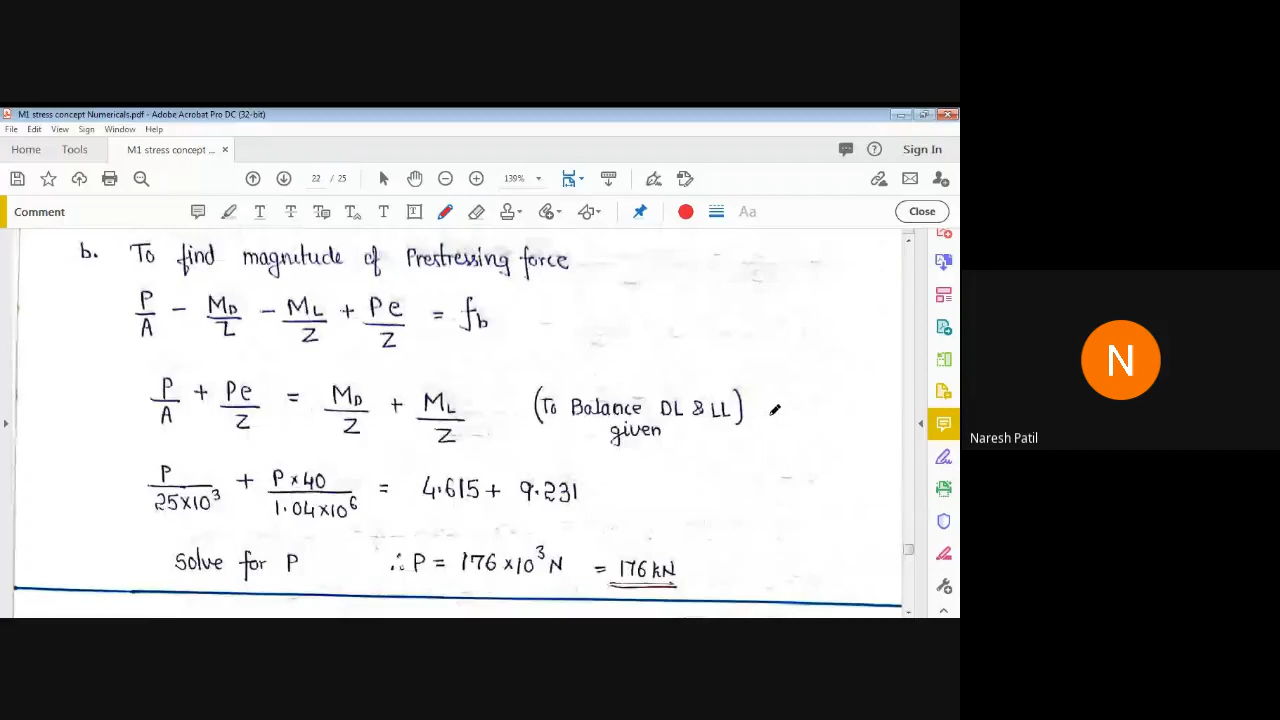 M1 stress concept Numericals.pdf - Adobe Acrobat Pro DC (32-bit)
File Edit View Sign Window Help
Home Tools M1 stress concept ... × Sign In
22 / 25 139%
Comment Close
b. To find magnitude of Prestressing force
P/A - M_D/Z - M_L/Z + Pe/Z = f_b
P/A + Pe/Z = M_D/Z + M_L/Z (To Balance DL & LL)
given
P/25×10³ + P×40/1.04×10⁶ = 4.615 + 9.231
Solve for P ∴ P = 176×10³ N = 176 kN
N
Naresh Patil